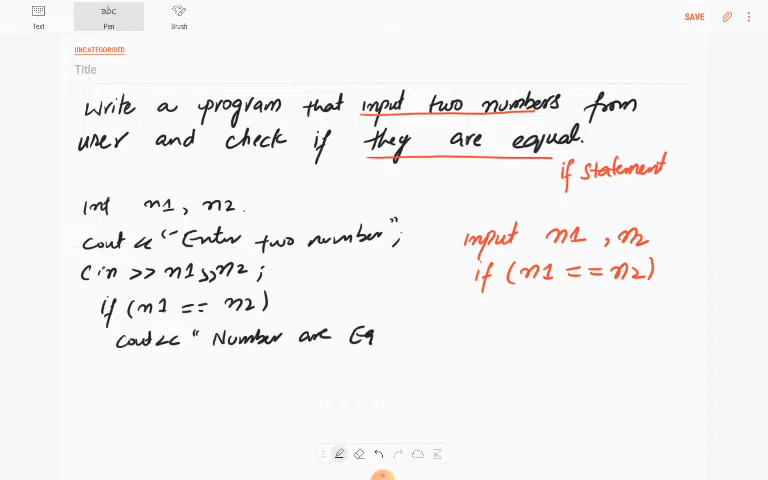 Text
abc
Pen
Brush
SAVE
UNCATEGORISED
Title
Write a program that input two numbers from
user and check if they are equal.
if statement
Int n1, n2.
cout << "Enter two number";
Cin >> n1>>n2;
if (n1 == n2)
cout<< " Number are Eq
input n1, n2
if (n1 == n2)